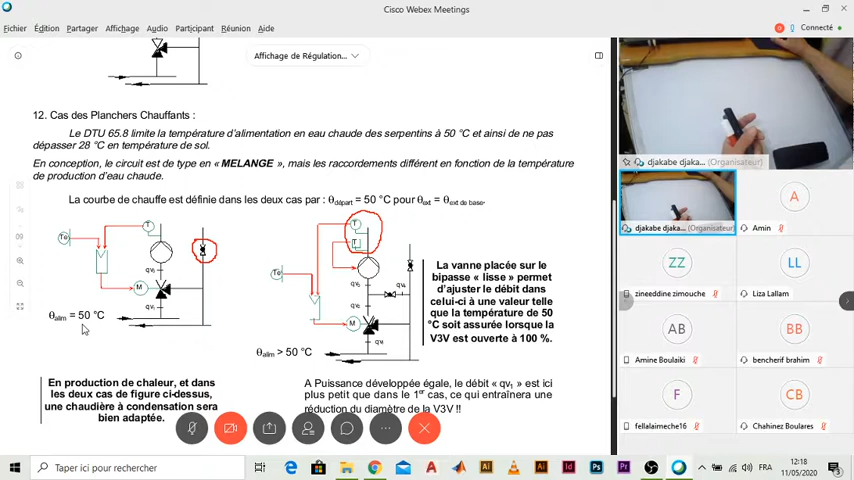 Cisco Webex Meetings
Fichier Édition Partager Affichage Audio Participant Réunion Aide
Connecté
Affichage de Régulation...
12. Cas des Planchers Chauffants :
Le DTU 65.8 limite la température d'alimentation en eau chaude des serpentins à 50 °C et ainsi de ne pas
dépasser 28 °C en température de sol.
En conception, le circuit est de type en « MELANGE », mais les raccordements différent en fonction de la température
de production d'eau chaude.
La courbe de chauffe est définie dans les deux cas par : θdépart = 50 °C pour θext = θext de base.
Te
T
M
qv₁
θalim = 50 °C
Te
T
T
M
qv₄
θalim > 50 °C
La vanne placée sur le
bipasse « lisse » permet
d'ajuster le débit dans
celui-ci à une valeur telle
que la température de 50
°C soit assurée lorsque la
V3V est ouverte à 100 %.
En production de chaleur, et dans
les deux cas de figure ci-dessus,
une chaudière à condensation sera
bien adaptée.
A Puissance développée égale, le débit « qv₁ » est ici
plus petit que dans le 1er cas, ce qui entraînera une
réduction du diamètre de la V3V !!
djakabe djaka... (Organisateur)
djakabe djaku... (Organisateur)
A
Amin
ZZ
zineeddine zimouche
LL
Liza Lallam
AB
Amine Boulaiki
BB
bencherif brahim
F
fellalaimeche16
CB
Chahinez Boulares
Taper ici pour rechercher
FRA
12:18
11/05/2020